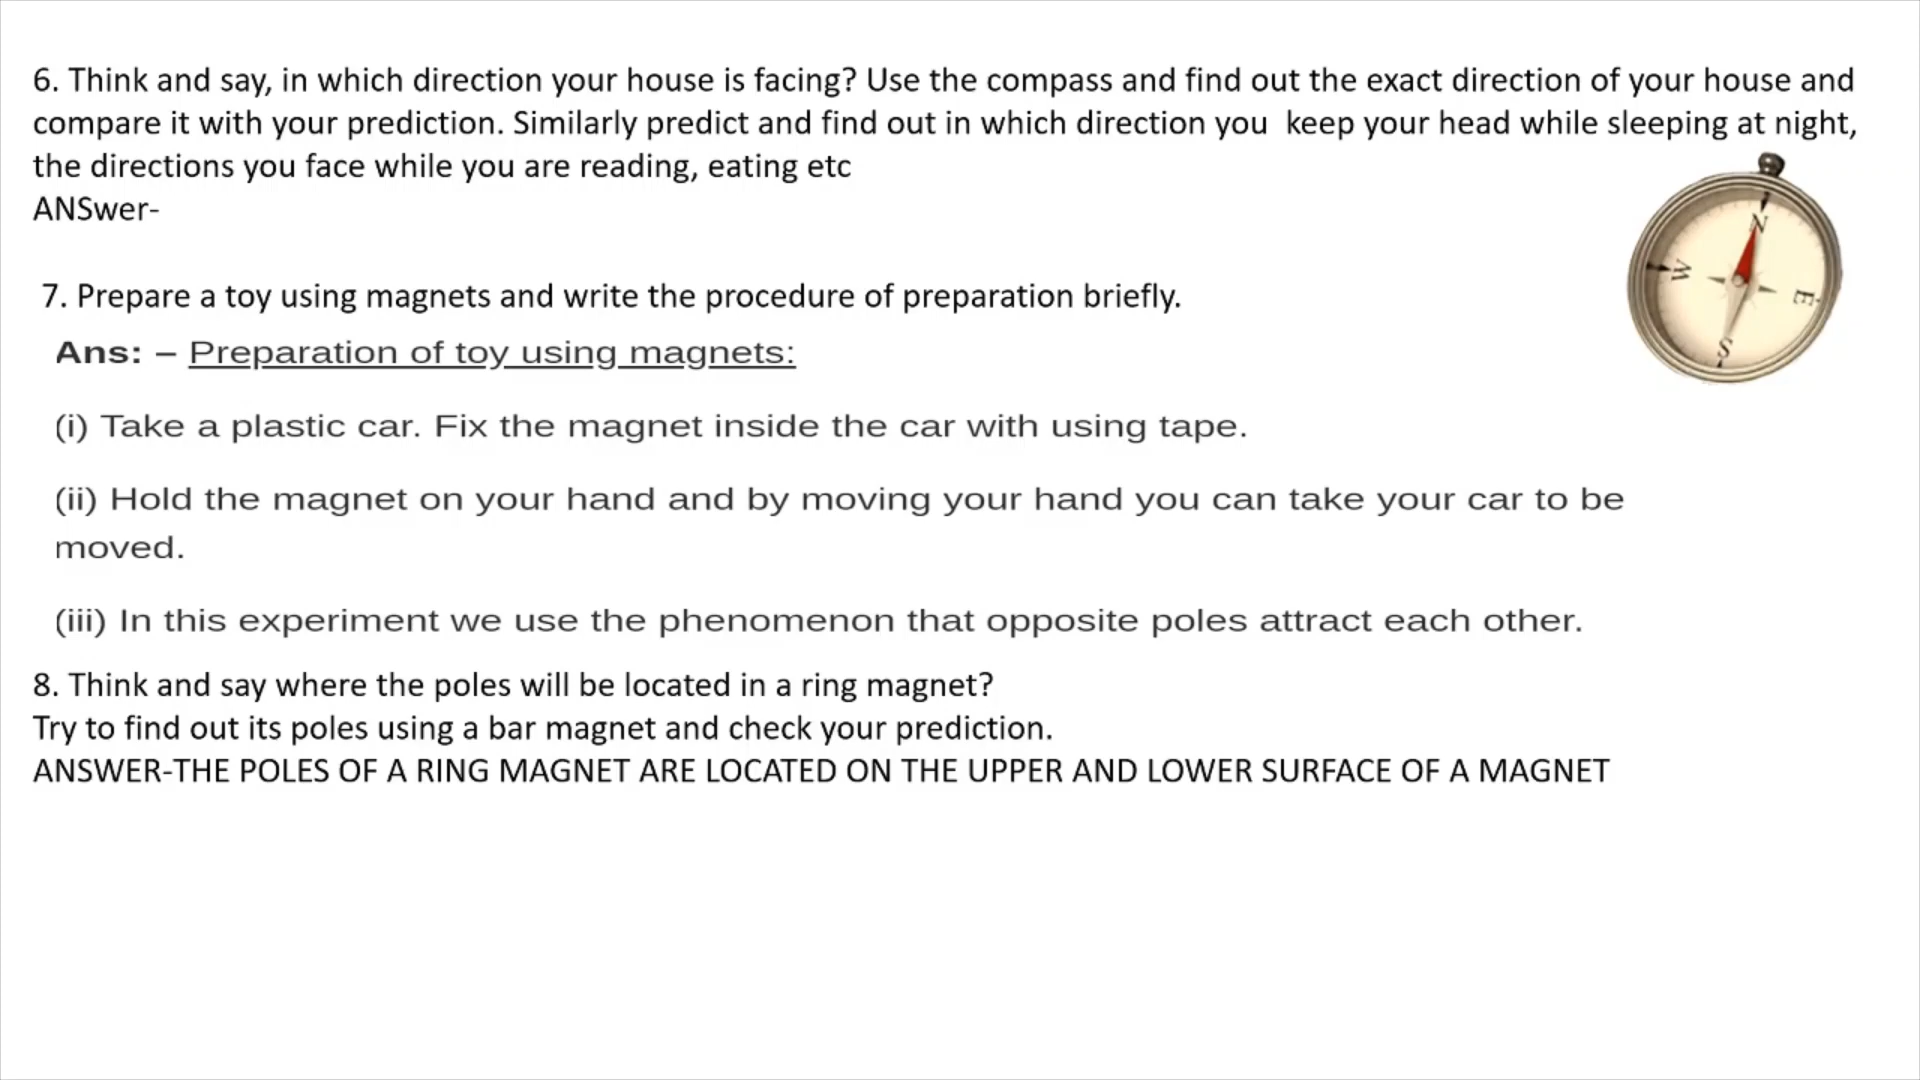 6. Think and say, in which direction your house is facing? Use the compass and find out the exact direction of your house and
compare it with your prediction. Similarly predict and find out in which direction you  keep your head while sleeping at night,
the directions you face while you are reading, eating etc
ANSwer-
7. Prepare a toy using magnets and write the procedure of preparation briefly.
Ans: – Preparation of toy using magnets:
(i) Take a plastic car. Fix the magnet inside the car with using tape.
(ii) Hold the magnet on your hand and by moving your hand you can take your car to be
moved.
(iii) In this experiment we use the phenomenon that opposite poles attract each other.
8. Think and say where the poles will be located in a ring magnet?
Try to find out its poles using a bar magnet and check your prediction.
ANSWER-THE POLES OF A RING MAGNET ARE LOCATED ON THE UPPER AND LOWER SURFACE OF A MAGNET
N
W
E
S